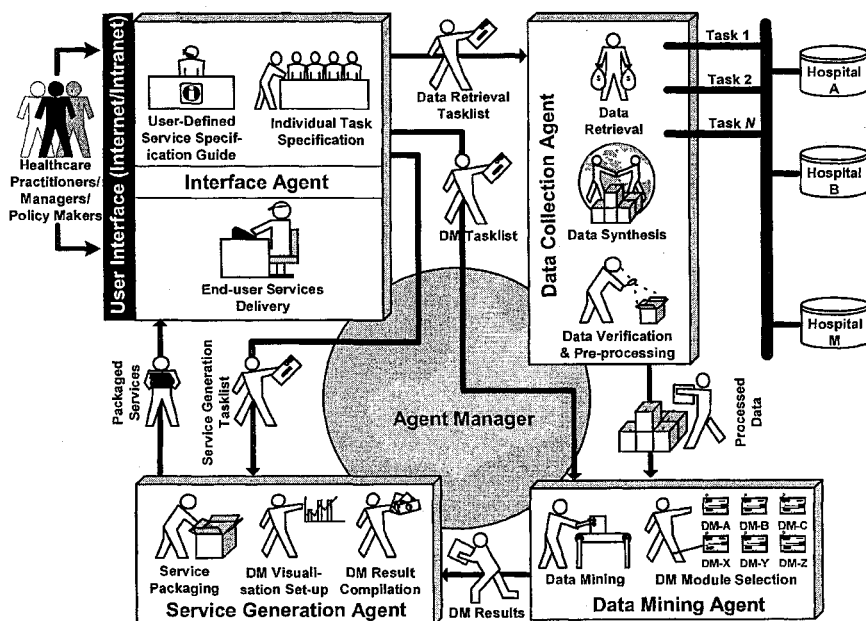 User Interface (Internet/Intranet)
Healthcare
Practitioners/
Managers/
Policy Makers
User-Defined
Service Specif-
ication Guide
Individual Task
Specification
Interface Agent
End-user Services
Delivery
Data Retrieval
Tasklist
DM Tasklist
Data Collection Agent
Data
Retrieval
Data Synthesis
Data Verification
& Pre-processing
Task 1
Task 2
Task N
Hospital
A
Hospital
B
Hospital
M
Packaged
Services
Service Generation
Tasklist
Agent Manager
Processed
Data
Service
Packaging
DM Visuali-
sation Set-up
DM Result
Compilation
Service Generation Agent
DM Results
Data Mining
DM-A DM-B DM-C
DM-X DM-Y DM-Z
DM Module Selection
Data Mining Agent